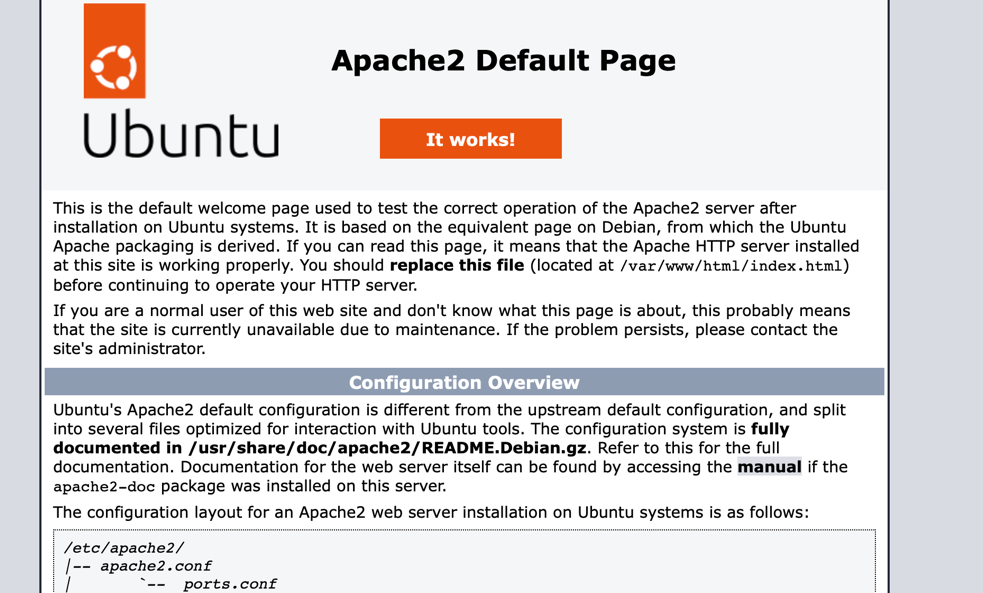 Apache2 Default Page
Ubuntu
It works!
This is the default welcome page used to test the correct operation of the Apache2 server after
installation on Ubuntu systems. It is based on the equivalent page on Debian, from which the Ubuntu
Apache packaging is derived. If you can read this page, it means that the Apache HTTP server installed
at this site is working properly. You should replace this file (located at /var/www/html/index.html)
before continuing to operate your HTTP server.
If you are a normal user of this web site and don't know what this page is about, this probably means
that the site is currently unavailable due to maintenance. If the problem persists, please contact the
site's administrator.
Configuration Overview
Ubuntu's Apache2 default configuration is different from the upstream default configuration, and split
into several files optimized for interaction with Ubuntu tools. The configuration system is fully
documented in /usr/share/doc/apache2/README.Debian.gz. Refer to this for the full
documentation. Documentation for the web server itself can be found by accessing the manual if the
apache2-doc package was installed on this server.
The configuration layout for an Apache2 web server installation on Ubuntu systems is as follows:
/etc/apache2/
|-- apache2.conf
|       `--  ports.conf